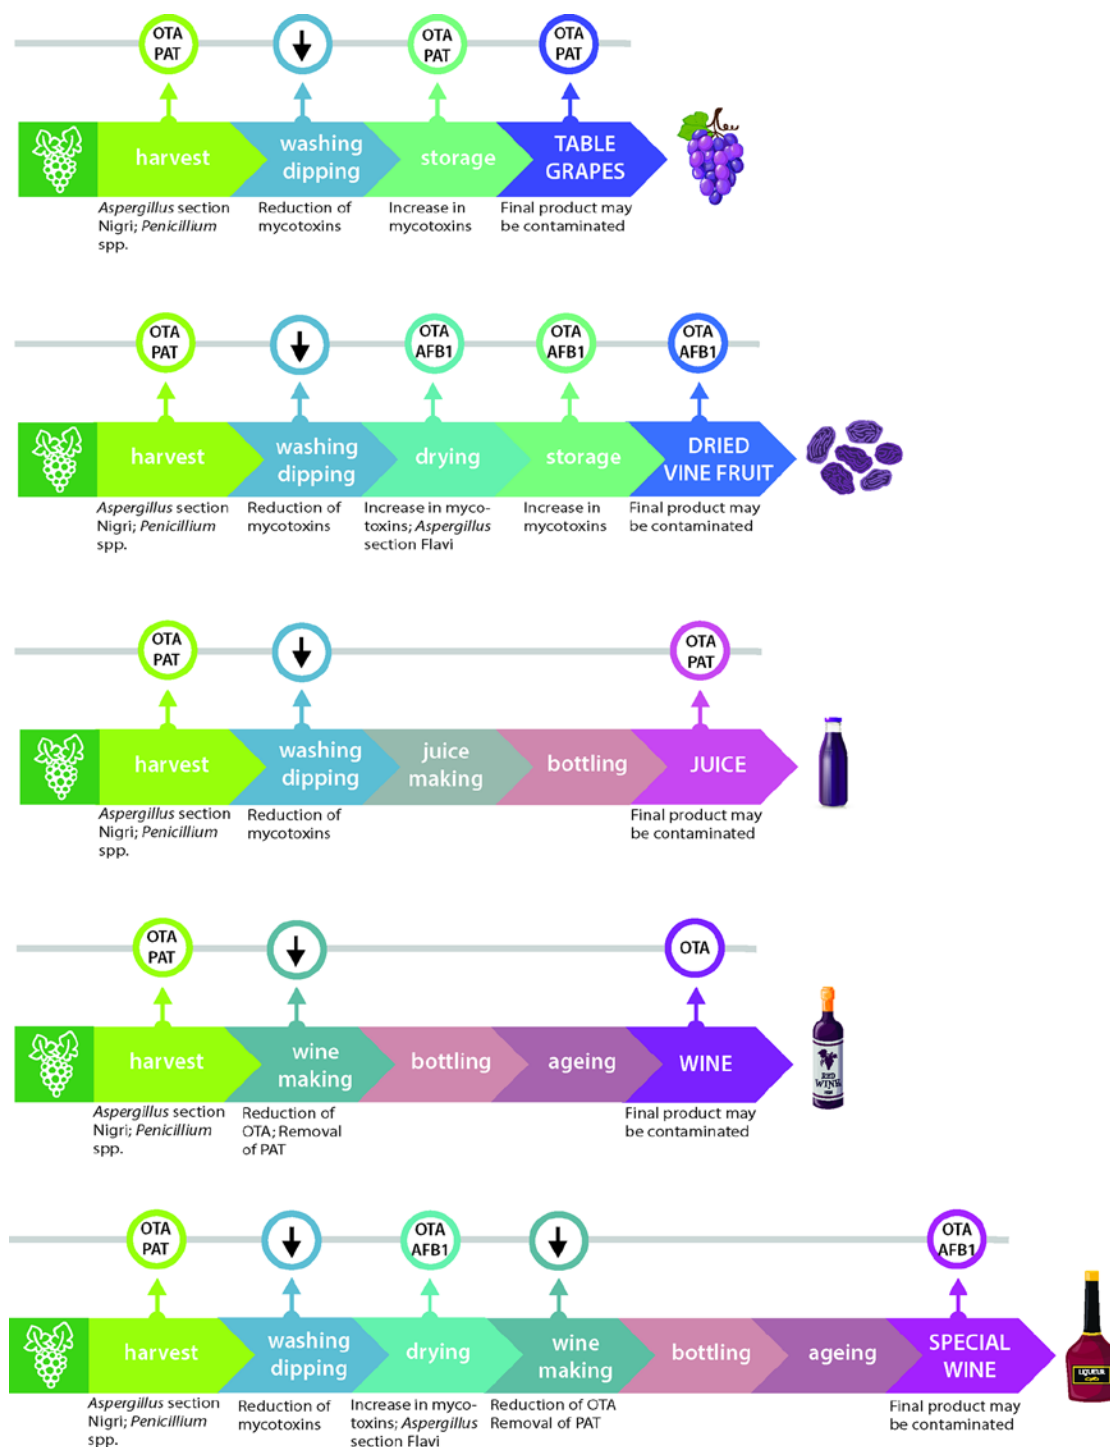 OTA
PAT
OTA
PAT
OTA
PAT
harvest
washing
dipping
storage
TABLE
GRAPES
Aspergillus section
Nigri; Penicillium
spp.
Reduction of
mycotoxins
Increase in
mycotoxins
Final product may
be contaminated
OTA
PAT
OTA
AFB1
OTA
AFB1
OTA
AFB1
harvest
washing
dipping
drying
storage
DRIED
VINE FRUIT
Aspergillus section
Nigri; Penicillium
spp.
Reduction of
mycotoxins
Increase in myco-
toxins; Aspergillus
section Flavi
Increase in
mycotoxins
Final product may
be contaminated
OTA
PAT
OTA
PAT
harvest
washing
dipping
juice
making
bottling
JUICE
Aspergillus section
Nigri; Penicillium
spp.
Reduction of
mycotoxins
Final product may
be contaminated
OTA
PAT
OTA
harvest
wine
making
bottling
ageing
WINE
RED
WINE
Aspergillus section
Nigri; Penicillium
spp.
Reduction of
OTA; Removal
of PAT
Final product may
be contaminated
OTA
PAT
OTA
AFB1
OTA
AFB1
harvest
washing
dipping
drying
wine
making
bottling
ageing
SPECIAL
WINE
LIQUEUR
Aspergillus section
Nigri; Penicillium
spp.
Reduction of
mycotoxins
Increase in myco-
toxins; Aspergillus
section Flavi
Reduction of OTA
Removal of PAT
Final product may
be contaminated